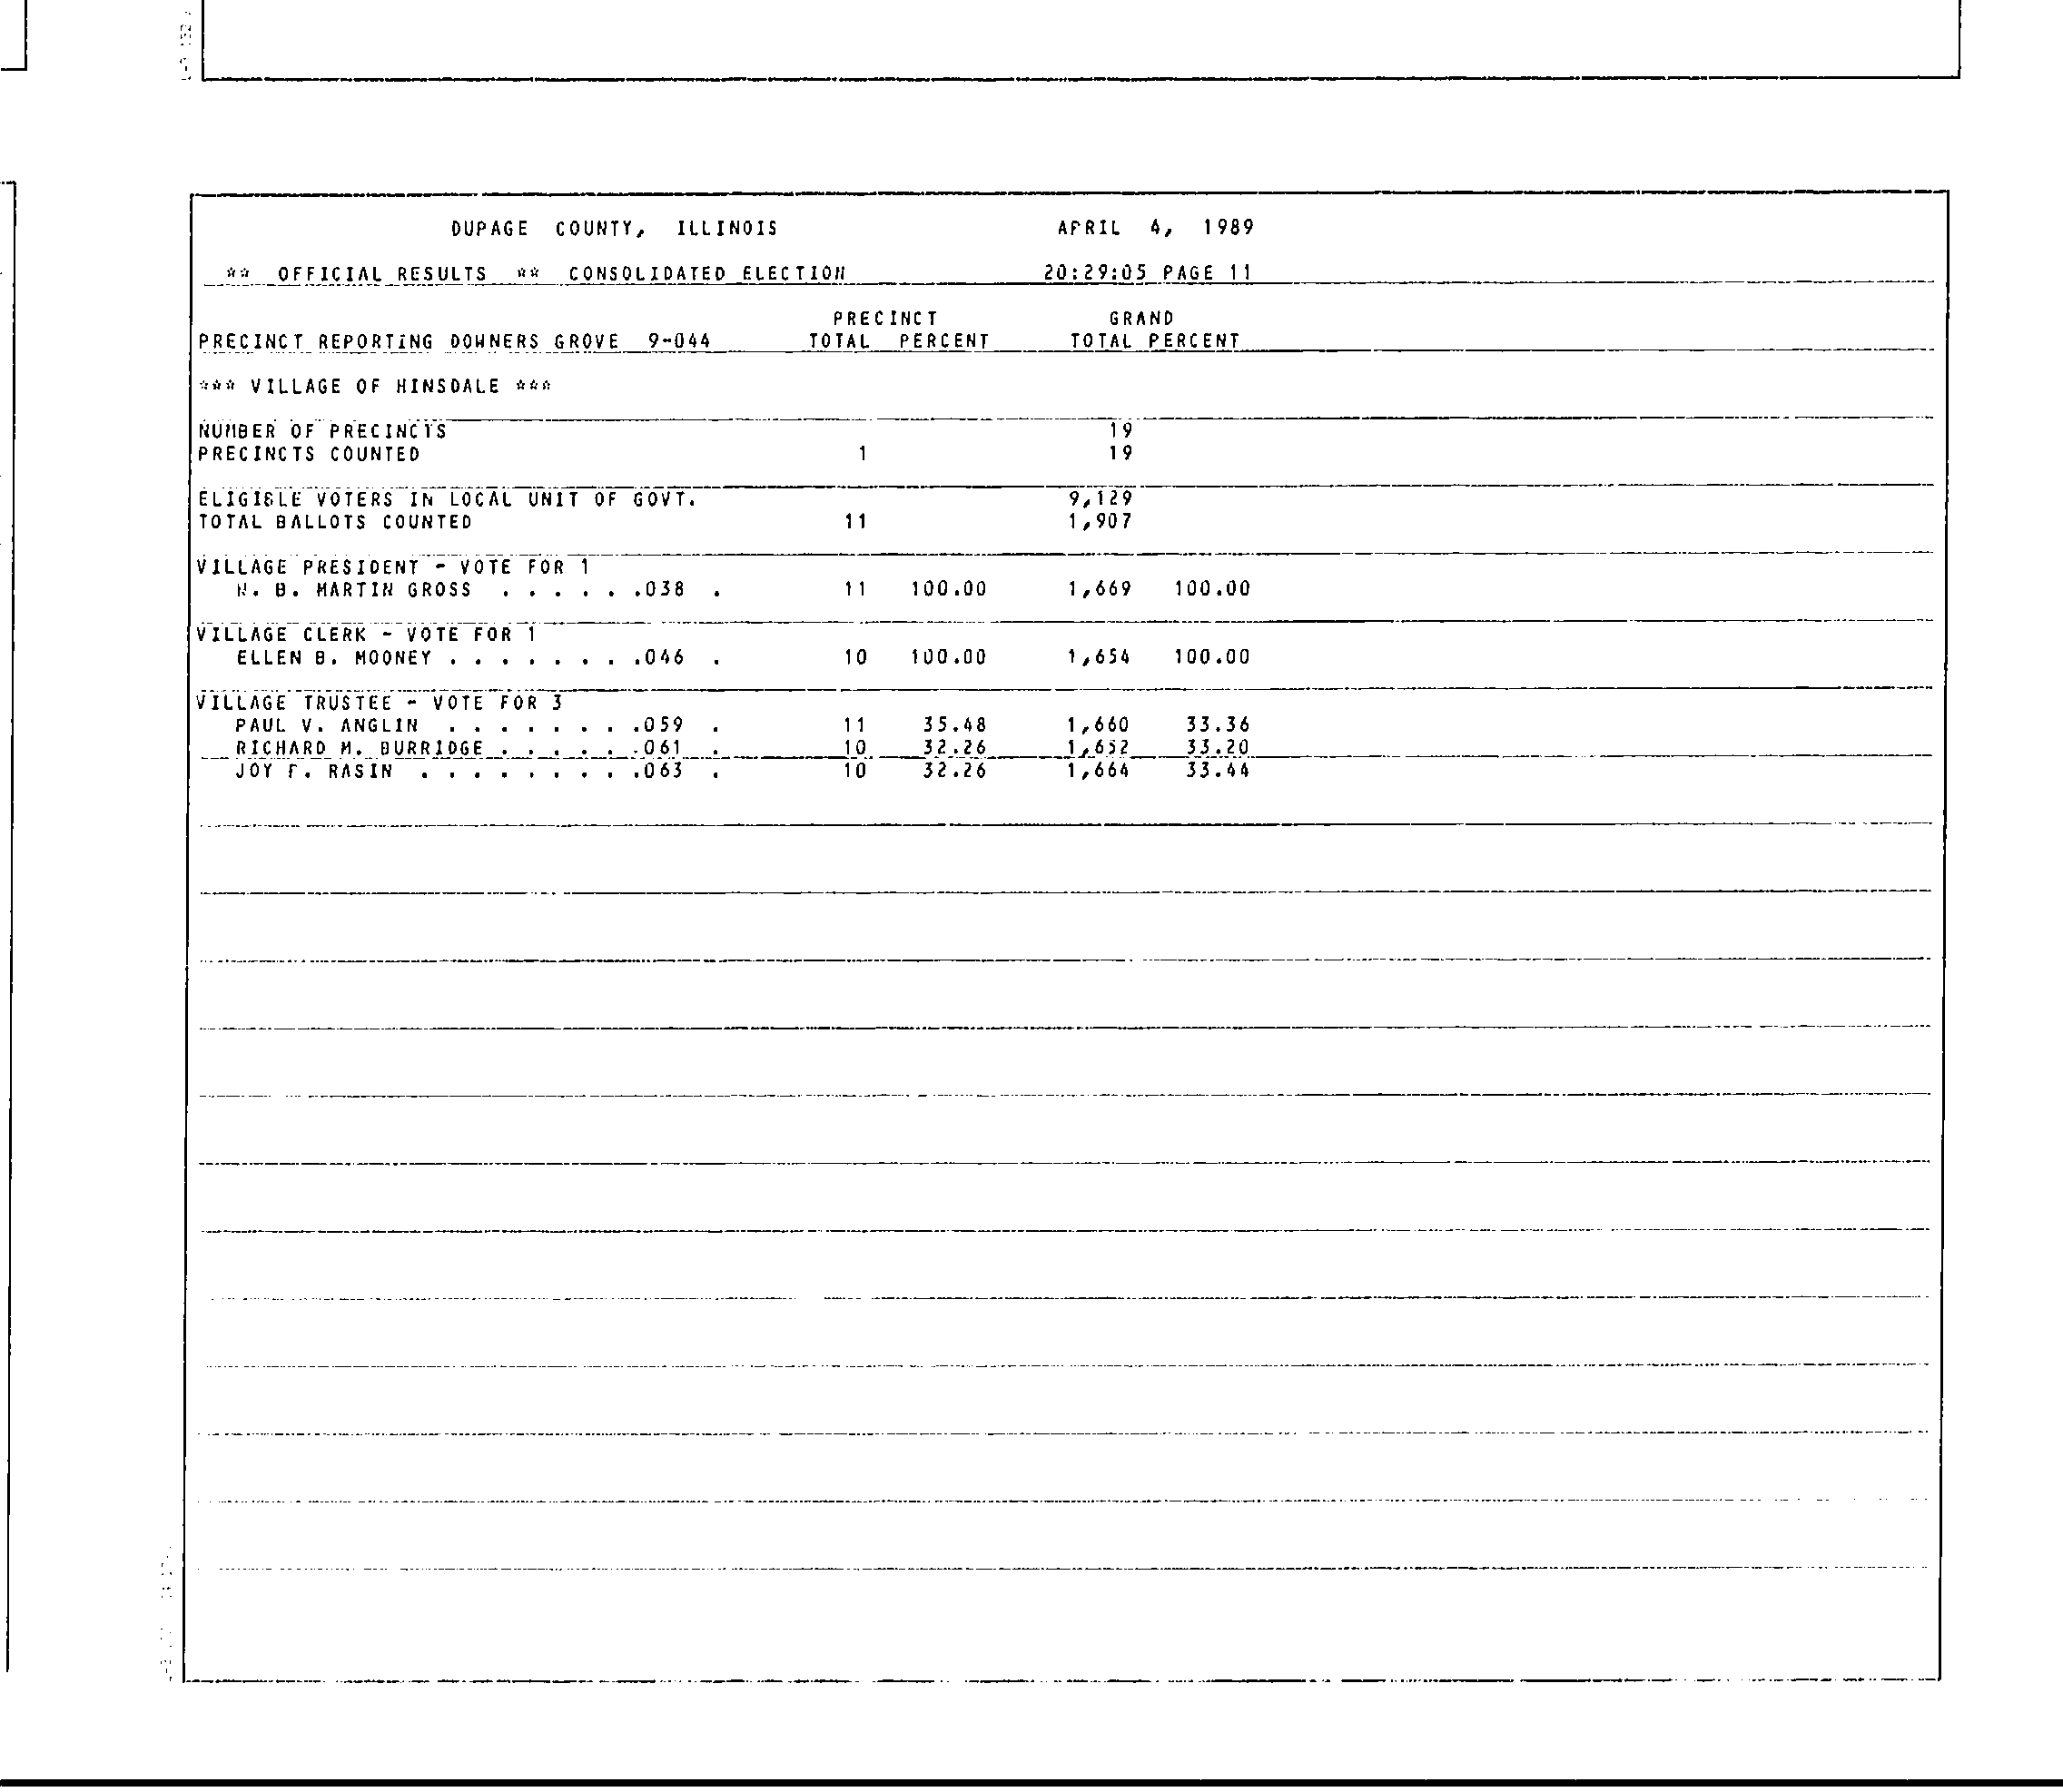 DUPAGE COUNTY, ILLINOIS APRIL 4, 1989
** OFFICIAL RESULTS ** CONSOLIDATED ELECTION 20:29:05 PAGE 11
PRECINCT GRAND
PRECINCT REPORTING DOWNERS GROVE 9-044 TOTAL PERCENT TOTAL PERCENT
*** VILLAGE OF HINSDALE ***
NUMBER OF PRECINCTS 19
PRECINCTS COUNTED 1 19
ELIGIBLE VOTERS IN LOCAL UNIT OF GOVT. 9,129
TOTAL BALLOTS COUNTED 11 1,907
VILLAGE PRESIDENT - VOTE FOR 1
B. MARTIN GROSS . . . . . .038 . 11 100.00 1,669 100.00
VILLAGE CLERK - VOTE FOR 1
ELLEN B. MOONEY . . . . . . . .046 . 10 100.00 1,654 100.00
VILLAGE TRUSTEE - VOTE FOR 3
PAUL V. ANGLIN . . . . . . . .059 . 11 35.48 1,660 33.36
RICHARD M. BURRIDGE . . . . . .061 . 10 32.26 1,652 33.20
JOY F. RASIN . . . . . . . . .063 . 10 32.26 1,664 33.44